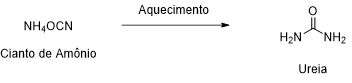 Aquecimento
NH₄OCN
Cianto de Amônio
O
H₂N
NH₂
Ureia